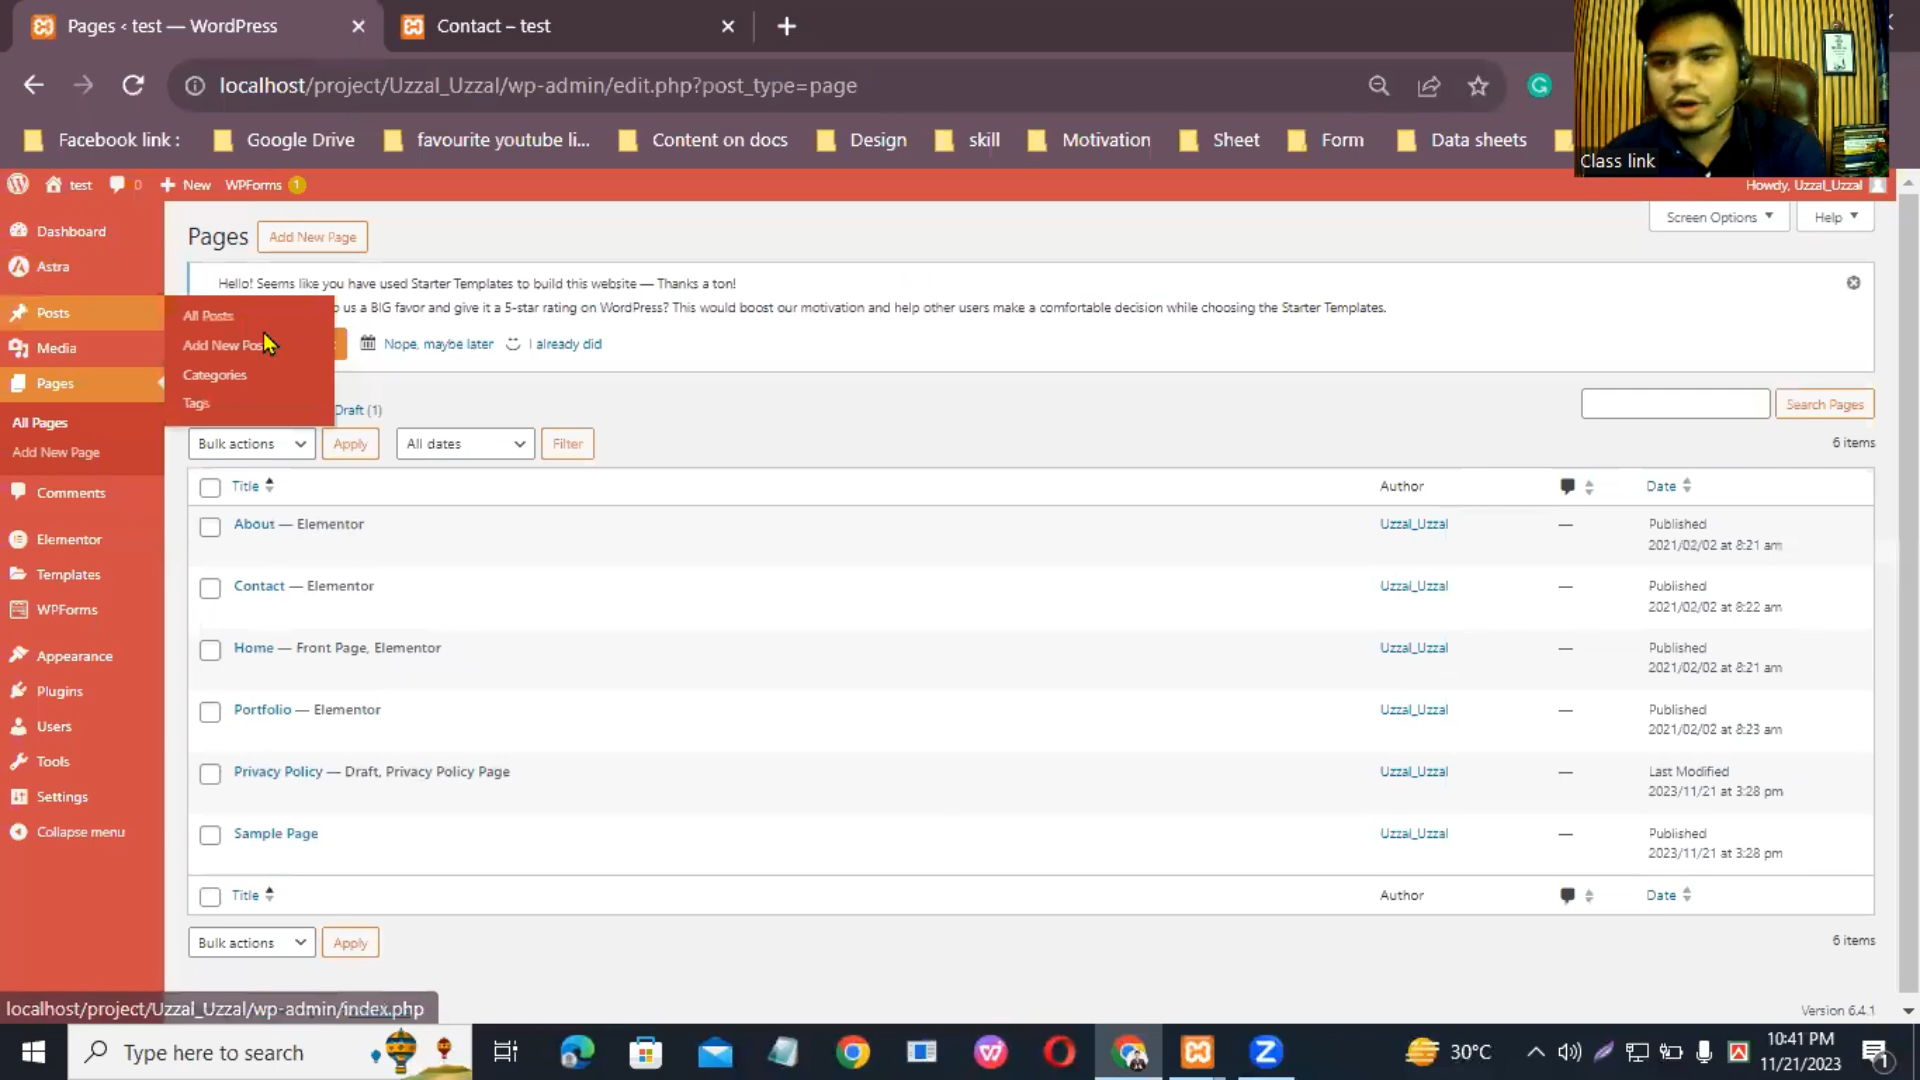 Pages ‹ test — WordPress
Contact – test
localhost/project/Uzzal_Uzzal/wp-admin/edit.php?post_type=page
Facebook link :
Google Drive
favourite youtube li...
Content on docs
Design
skill
Motivation
Sheet
Form
Data sheets
Class link
test
0
New
WPForms 1
Howdy, Uzzal_Uzzal
Dashboard
Astra
Posts
Media
Pages
All Pages
Add New Page
Comments
Elementor
Templates
WPForms
Appearance
Plugins
Users
Tools
Settings
Collapse menu
All Posts
Add New Pos
Categories
Tags
Pages
Add New Page
Screen Options
Help
Hello! Seems like you have used Starter Templates to build this website — Thanks a ton!
us a BIG favor and give it a 5-star rating on WordPress? This would boost our motivation and help other users make a comfortable decision while choosing the Starter Templates.
Nope, maybe later
I already did
Draft (1)
Search Pages
Bulk actions
Apply
All dates
Filter
6 items
Title
Author
Date
About — Elementor
Uzzal_Uzzal
—
Published
2021/02/02 at 8:21 am
Contact — Elementor
Uzzal_Uzzal
—
Published
2021/02/02 at 8:22 am
Home — Front Page, Elementor
Uzzal_Uzzal
—
Published
2021/02/02 at 8:21 am
Portfolio — Elementor
Uzzal_Uzzal
—
Published
2021/02/02 at 8:23 am
Privacy Policy — Draft, Privacy Policy Page
Uzzal_Uzzal
—
Last Modified
2023/11/21 at 3:28 pm
Sample Page
Uzzal_Uzzal
—
Published
2023/11/21 at 3:28 pm
Title
Author
Date
Bulk actions
Apply
6 items
localhost/project/Uzzal_Uzzal/wp-admin/index.php
Version 6.4.1
Type here to search
30°C
10:41 PM
11/21/2023
1